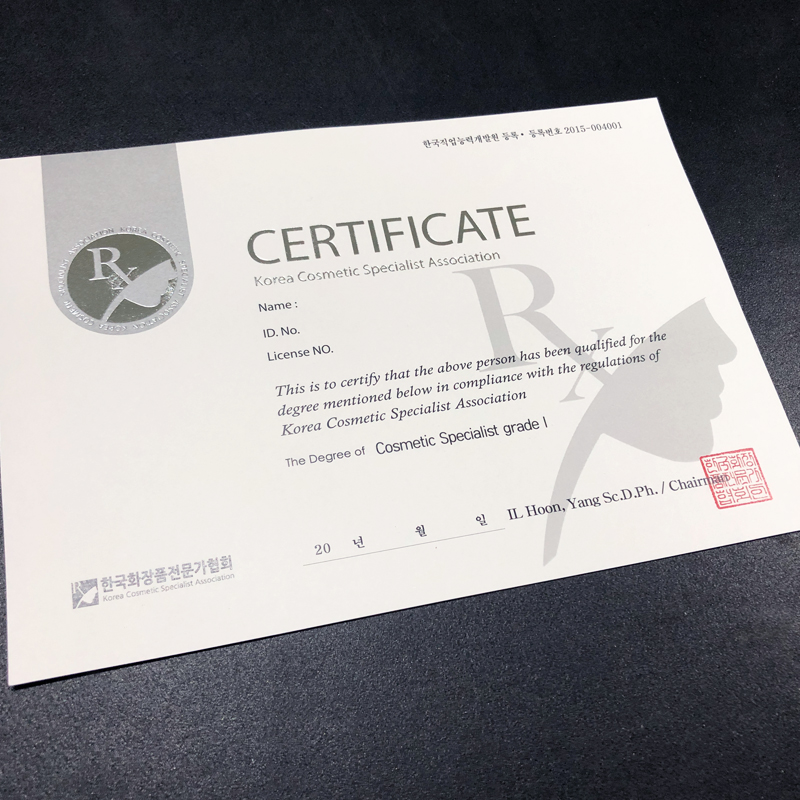 한국직업능력개발원 등록• 등록번호 2015-004001
CERTIFICATE
Korea Cosmetic Specialist Association
Name :
ID. No.
License NO.
This is to certify that the above person has been qualified for the
degree mentioned below in compliance with the regulations of
Korea Cosmetic Specialist Association
The Degree of Cosmetic Specialist grade I
20 년 월 일 IL Hoon, Yang Sc.D.Ph. / Chairman
한국화장품전문가협회
Korea Cosmetic Specialist Association
Rx
Rx